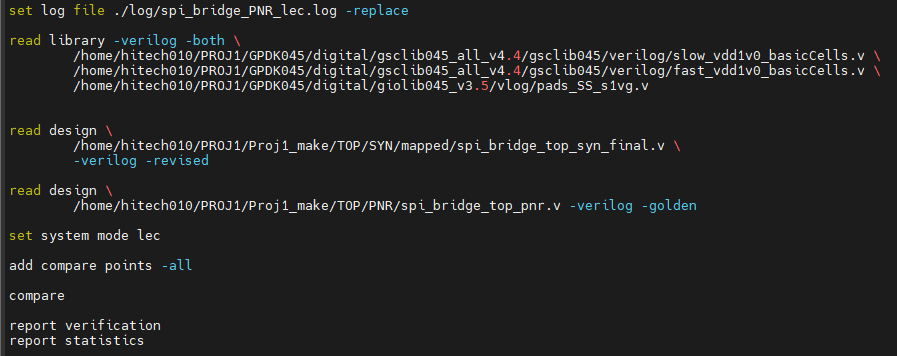 set log file ./log/spi_bridge_PNR_lec.log -replace
read library -verilog -both \
/home/hitech010/PROJ1/GPDK045/digital/gsclib045_all_v4.4/gsclib045/verilog/slow_vdd1v0_basicCells.v \
/home/hitech010/PROJ1/GPDK045/digital/gsclib045_all_v4.4/gsclib045/verilog/fast_vdd1v0_basicCells.v \
/home/hitech010/PROJ1/GPDK045/digital/giolib045_v3.5/vlog/pads_SS_s1vg.v
read design \
/home/hitech010/PROJ1/Proj1_make/TOP/SYN/mapped/spi_bridge_top_syn_final.v \
-verilog -revised
read design \
/home/hitech010/PROJ1/Proj1_make/TOP/PNR/spi_bridge_top_pnr.v -verilog -golden
set system mode lec
add compare points -all
compare
report verification
report statistics